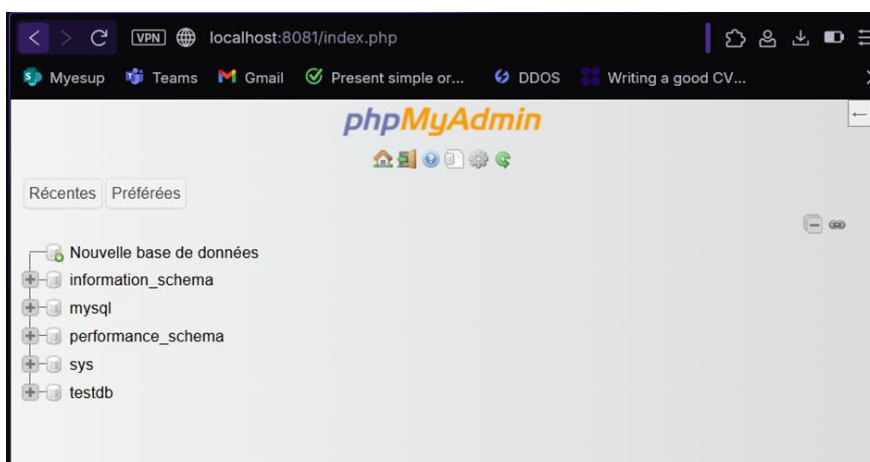 VPN localhost:8081/index.php
Myesup Teams Gmail Present simple or... DDOS Writing a good CV...
phpMyAdmin
Récentes Préférées
Nouvelle base de données
information_schema
mysql
performance_schema
sys
testdb